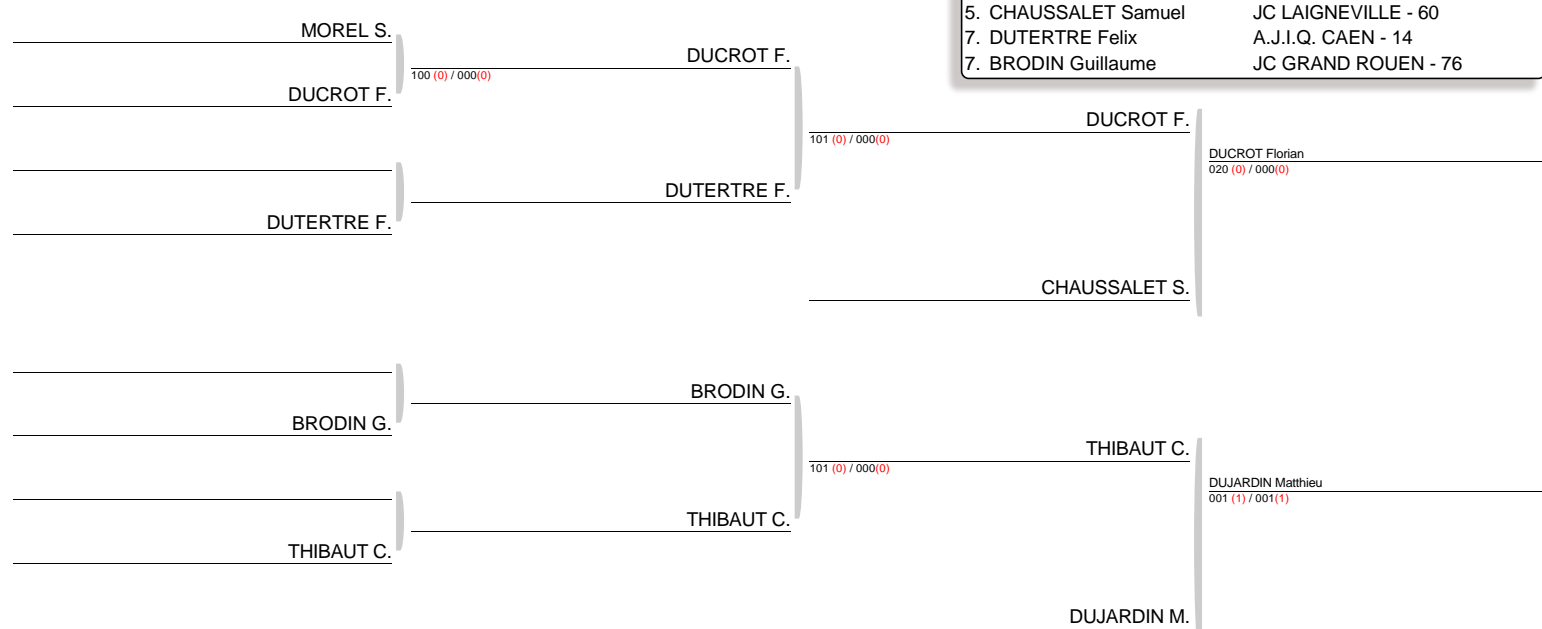 5. CHAUSSALET Samuel JC LAIGNEVILLE - 60
7. DUTERTRE Felix A.J.I.Q. CAEN - 14
7. BRODIN Guillaume JC GRAND ROUEN - 76
MOREL S.
DUCROT F.
100 (0) / 000(0)
DUCROT F.
DUCROT F.
101 (0) / 000(0)
DUCROT Florian
020 (0) / 000(0)
DUTERTRE F.
DUTERTRE F.
CHAUSSALET S.
BRODIN G.
BRODIN G.
THIBAUT C.
101 (0) / 000(0)
DUJARDIN Matthieu
001 (1) / 001(1)
THIBAUT C.
THIBAUT C.
DUJARDIN M.